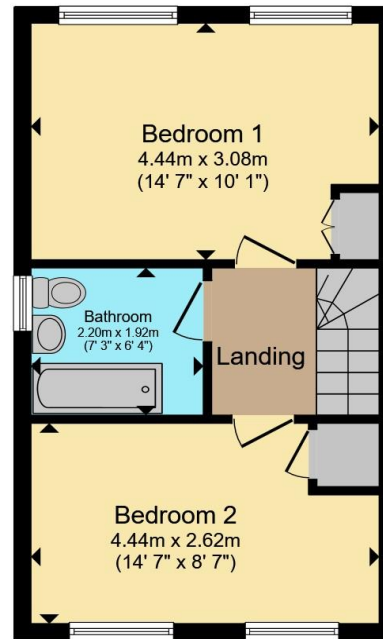 Bedroom 1
4.44m x 3.08m
(14' 7" x 10' 1")
Bathroom
2.20m x 1.92m
(7' 3" x 6' 4")
Landing
Bedroom 2
4.44m x 2.62m
(14' 7" x 8' 7")